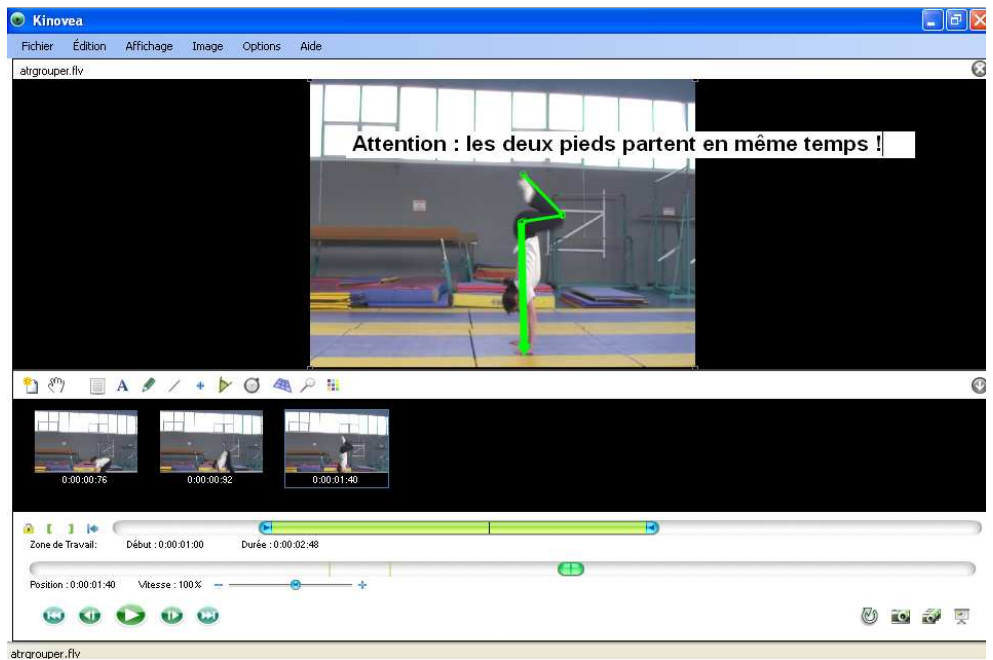 Kinovea
Fichier Édition Affichage Image Options Aide
atrgrouper.flv
Attention : les deux pieds partent en même temps !
A
0:00:00:76 0:00:00:92 0:00:01:40
Zone de Travail: Début : 0:00:01:00 Durée : 0:00:02:48
Position : 0:00:01:40 Vitesse : 100% 
atrgrouper.flv